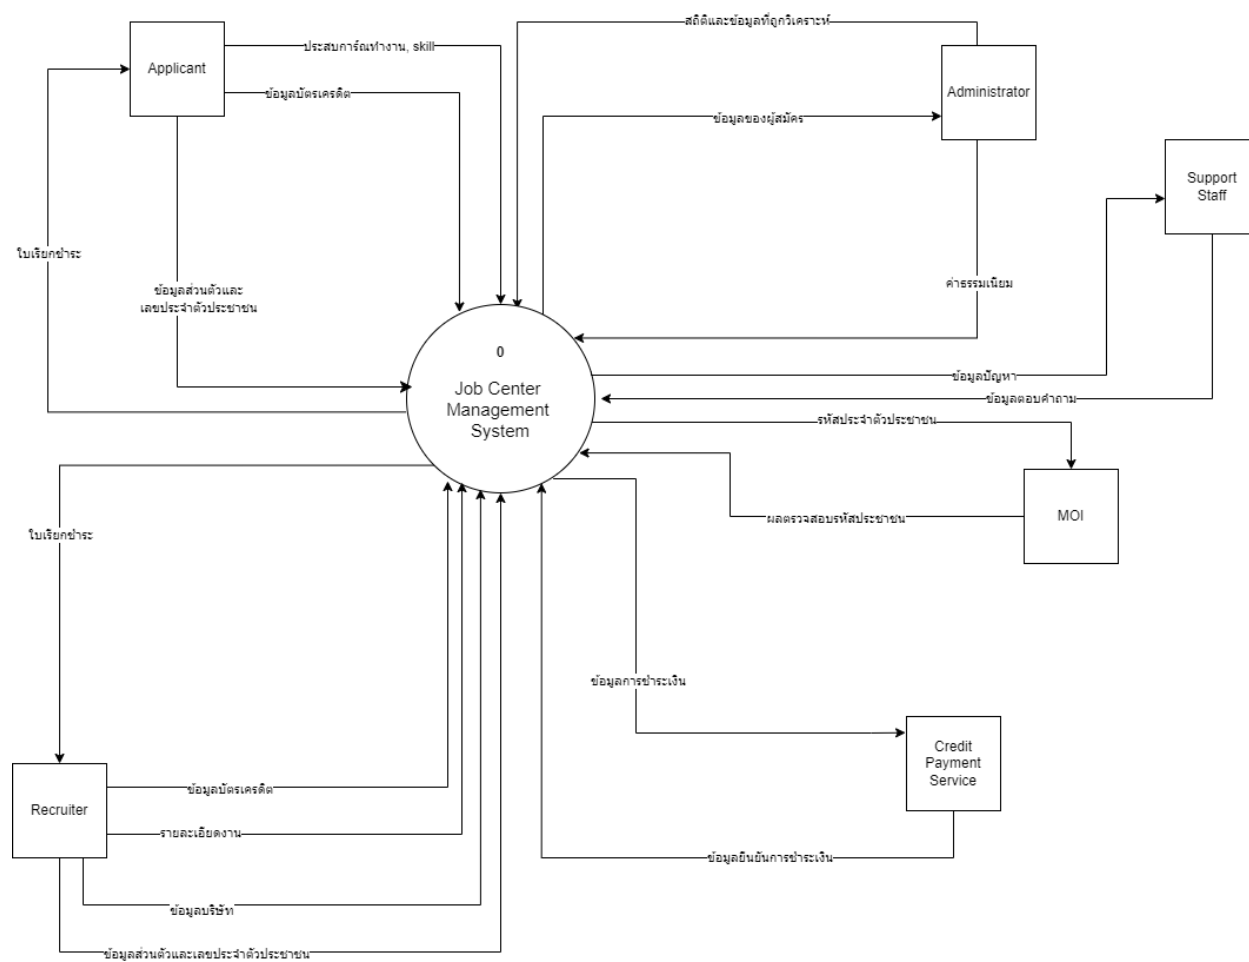 สถิติและข้อมูลที่ถูกวิเคราะห์
ประสบการ์ณทำงาน, skill
Applicant
ข้อมูลบัตรเครดิต
Administrator
ข้อมูลของผู้สมัคร
Support
Staff
ใบเรียกชำระ
ข้อมูลส่วนตัวและ
เลขประจำตัวประชาชน
ค่าธรรมเนียม
0
Job Center
Management
System
ข้อมูลปัญหา
ข้อมูลตอบคำถาม
รหัสประจำตัวประชาชน
MOI
ผลตรวจสอบรหัสประชาชน
ใบเรียกชำระ
ข้อมูลการชำระเงิน
Credit
Payment
Service
Recruiter
ข้อมูลบัตรเครดิต
รายละเอียดงาน
ข้อมูลยืนยันการชำระเงิน
ข้อมูลบริษัท
ข้อมูลส่วนตัวและเลขประจำตัวประชาชน